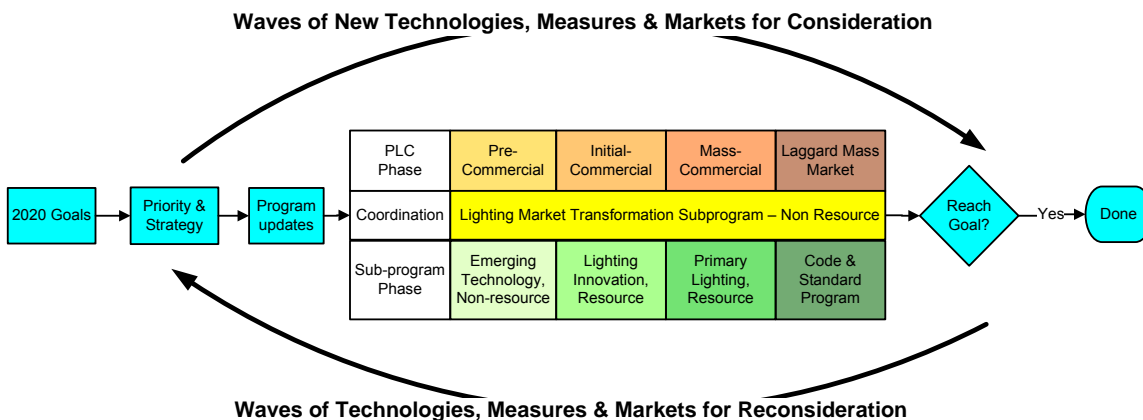 Waves of New Technologies, Measures & Markets for Consideration
PLC
Phase
Pre-
Commercial
Initial-
Commercial
Mass-
Commercial
Laggard Mass
Market
2020 Goals
Priority &
Strategy
Program
updates
Coordination
Lighting Market Transformation Subprogram – Non Resource
Reach
Goal?
Yes
Done
Sub-program
Phase
Emerging
Technology,
Non-resource
Lighting
Innovation,
Resource
Primary
Lighting,
Resource
Code &
Standard
Program
Waves of Technologies, Measures & Markets for Reconsideration